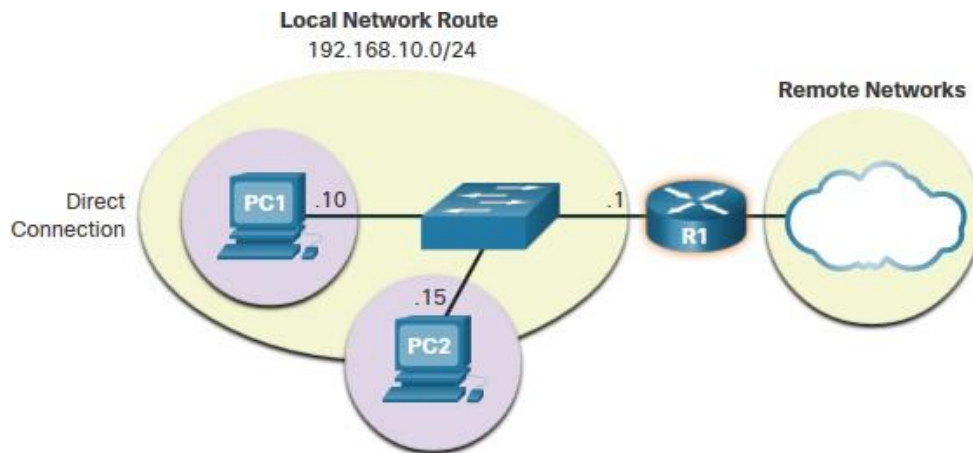 Local Network Route
192.168.10.0/24
Remote Networks
Direct
Connection
PC1
.10
.1
R1
.15
PC2